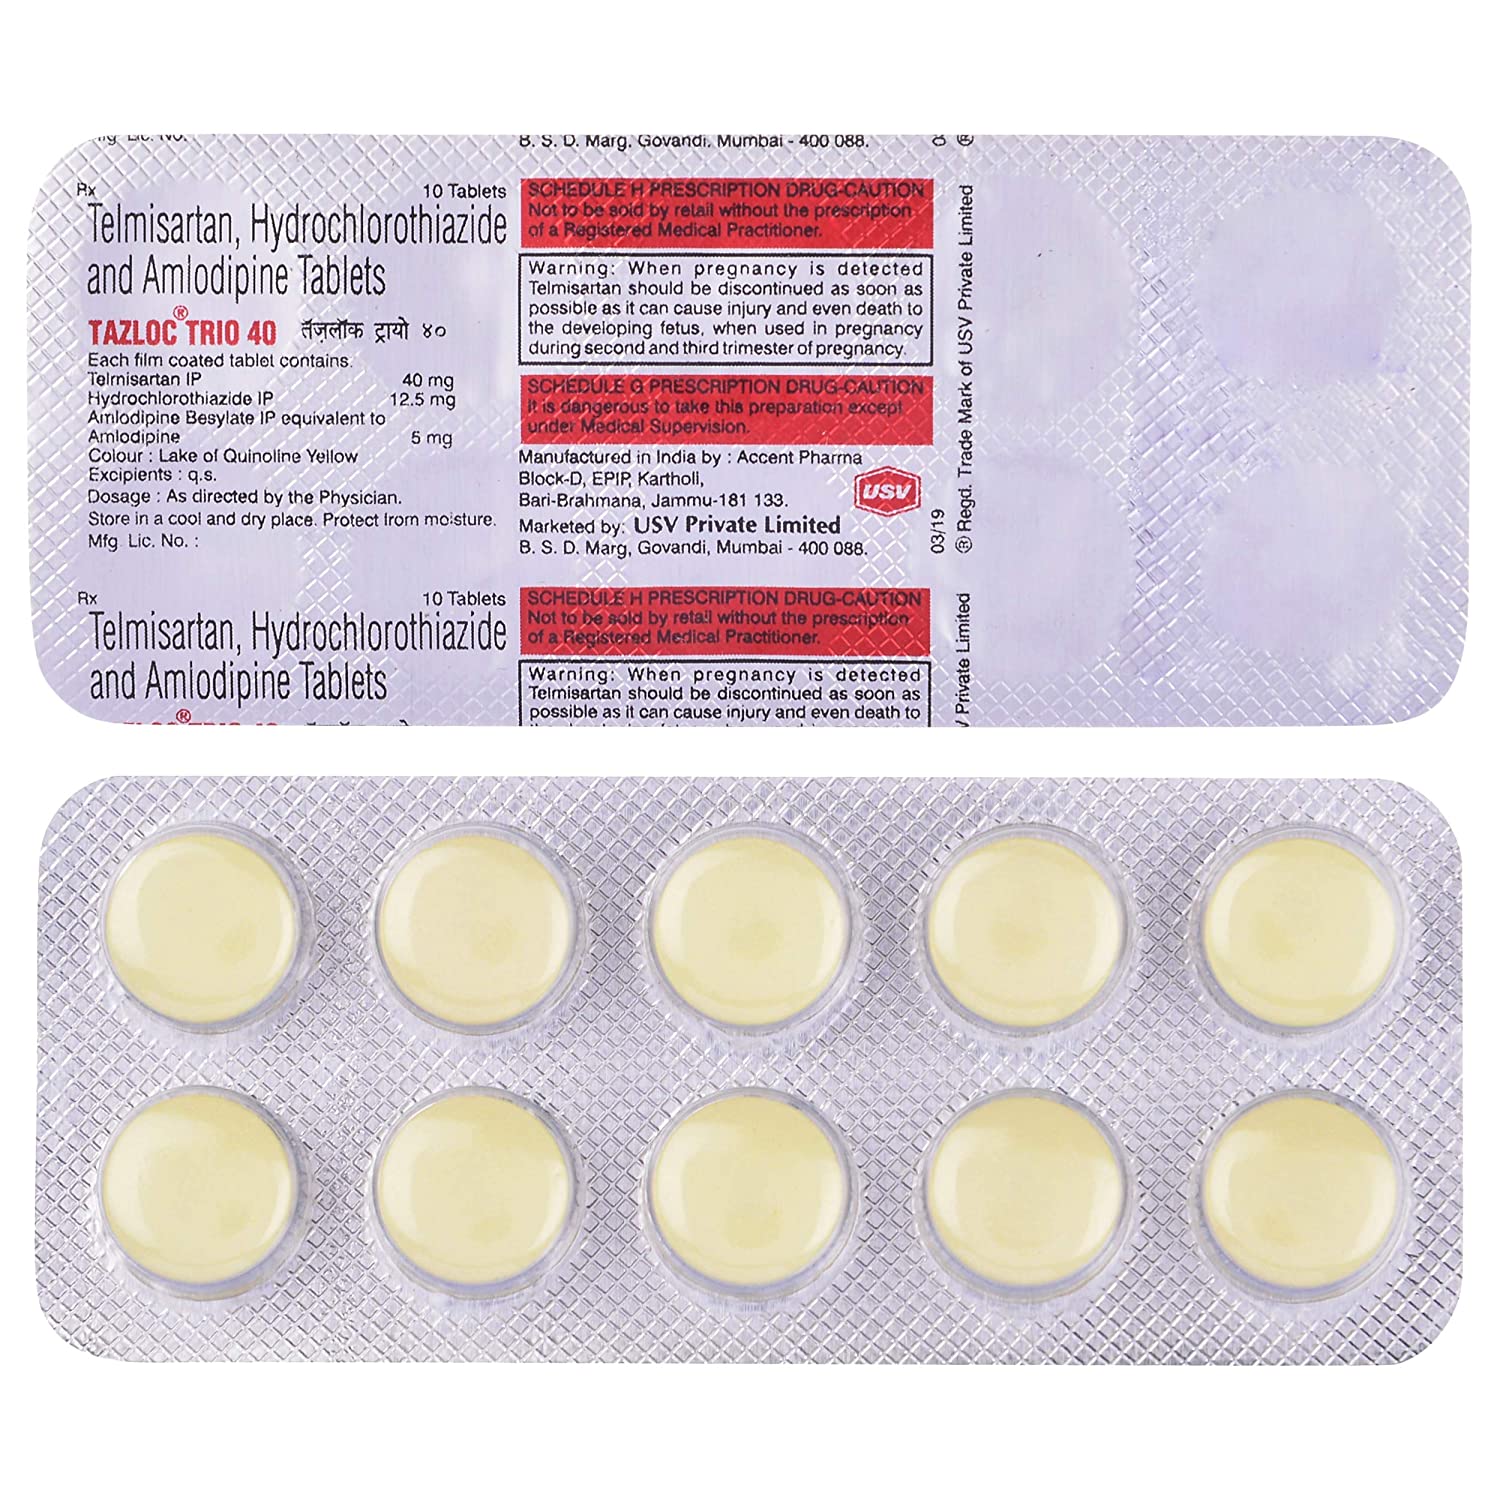 Mfg. Lic. No.
B. S. D. Marg, Govandi, Mumbai - 400 088.
®
Rx 10 Tablets
Telmisartan, Hydrochlorothiazide
and Amlodipine Tablets
TAZLOC® TRIO 40 तॅज़लॉक ट्रायो ४०
Each film coated tablet contains:
Telmisartan IP 40 mg
Hydrochlorothiazide IP 12.5 mg
Amlodipine Besylate IP equivalent to
Amlodipine 5 mg
Colour : Lake of Quinoline Yellow
Excipients : q.s.
Dosage : As directed by the Physician.
Store in a cool and dry place. Protect from moisture.
Mfg. Lic. No. :
SCHEDULE H PRESCRIPTION DRUG-CAUTION
Not to be sold by retail without the prescription
of a Registered Medical Practitioner.
Warning: When pregnancy is detected
Telmisartan should be discontinued as soon as
possible as it can cause injury and even death to
the developing fetus, when used in pregnancy
during second and third trimester of pregnancy.
SCHEDULE G PRESCRIPTION DRUG-CAUTION
It is dangerous to take this preparation except
under Medical Supervision.
Manufactured in India by : Accent Pharma
Block-D, EPIP, Kartholi,
Bari-Brahmana, Jammu-181 133.
USV
Marketed by: USV Private Limited
B. S. D. Marg, Govandi, Mumbai - 400 088.
03/19
® Regd. Trade Mark of USV Private Limited
Rx 10 Tablets
Telmisartan, Hydrochlorothiazide
and Amlodipine Tablets
TAZLOC® TRIO 40 तॅज़लॉक ट्रायो
SCHEDULE H PRESCRIPTION DRUG-CAUTION
Not to be sold by retail without the prescription
of a Registered Medical Practitioner.
Warning: When pregnancy is detected
Telmisartan should be discontinued as soon as
possible as it can cause injury and even death to
Private Limited